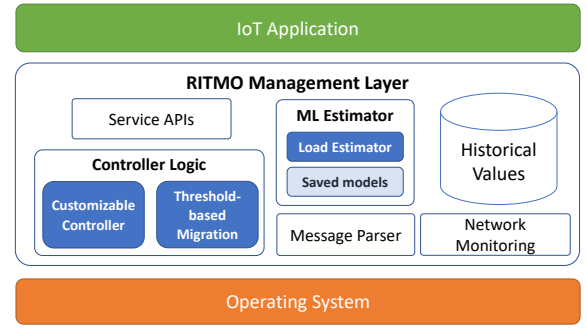 IoT Application
RITMO Management Layer
Service APIs
ML Estimator
Load Estimator
Saved models
Historical
Values
Controller Logic
Customizable
Controller
Threshold-
based
Migration
Message Parser
Network
Monitoring
Operating System